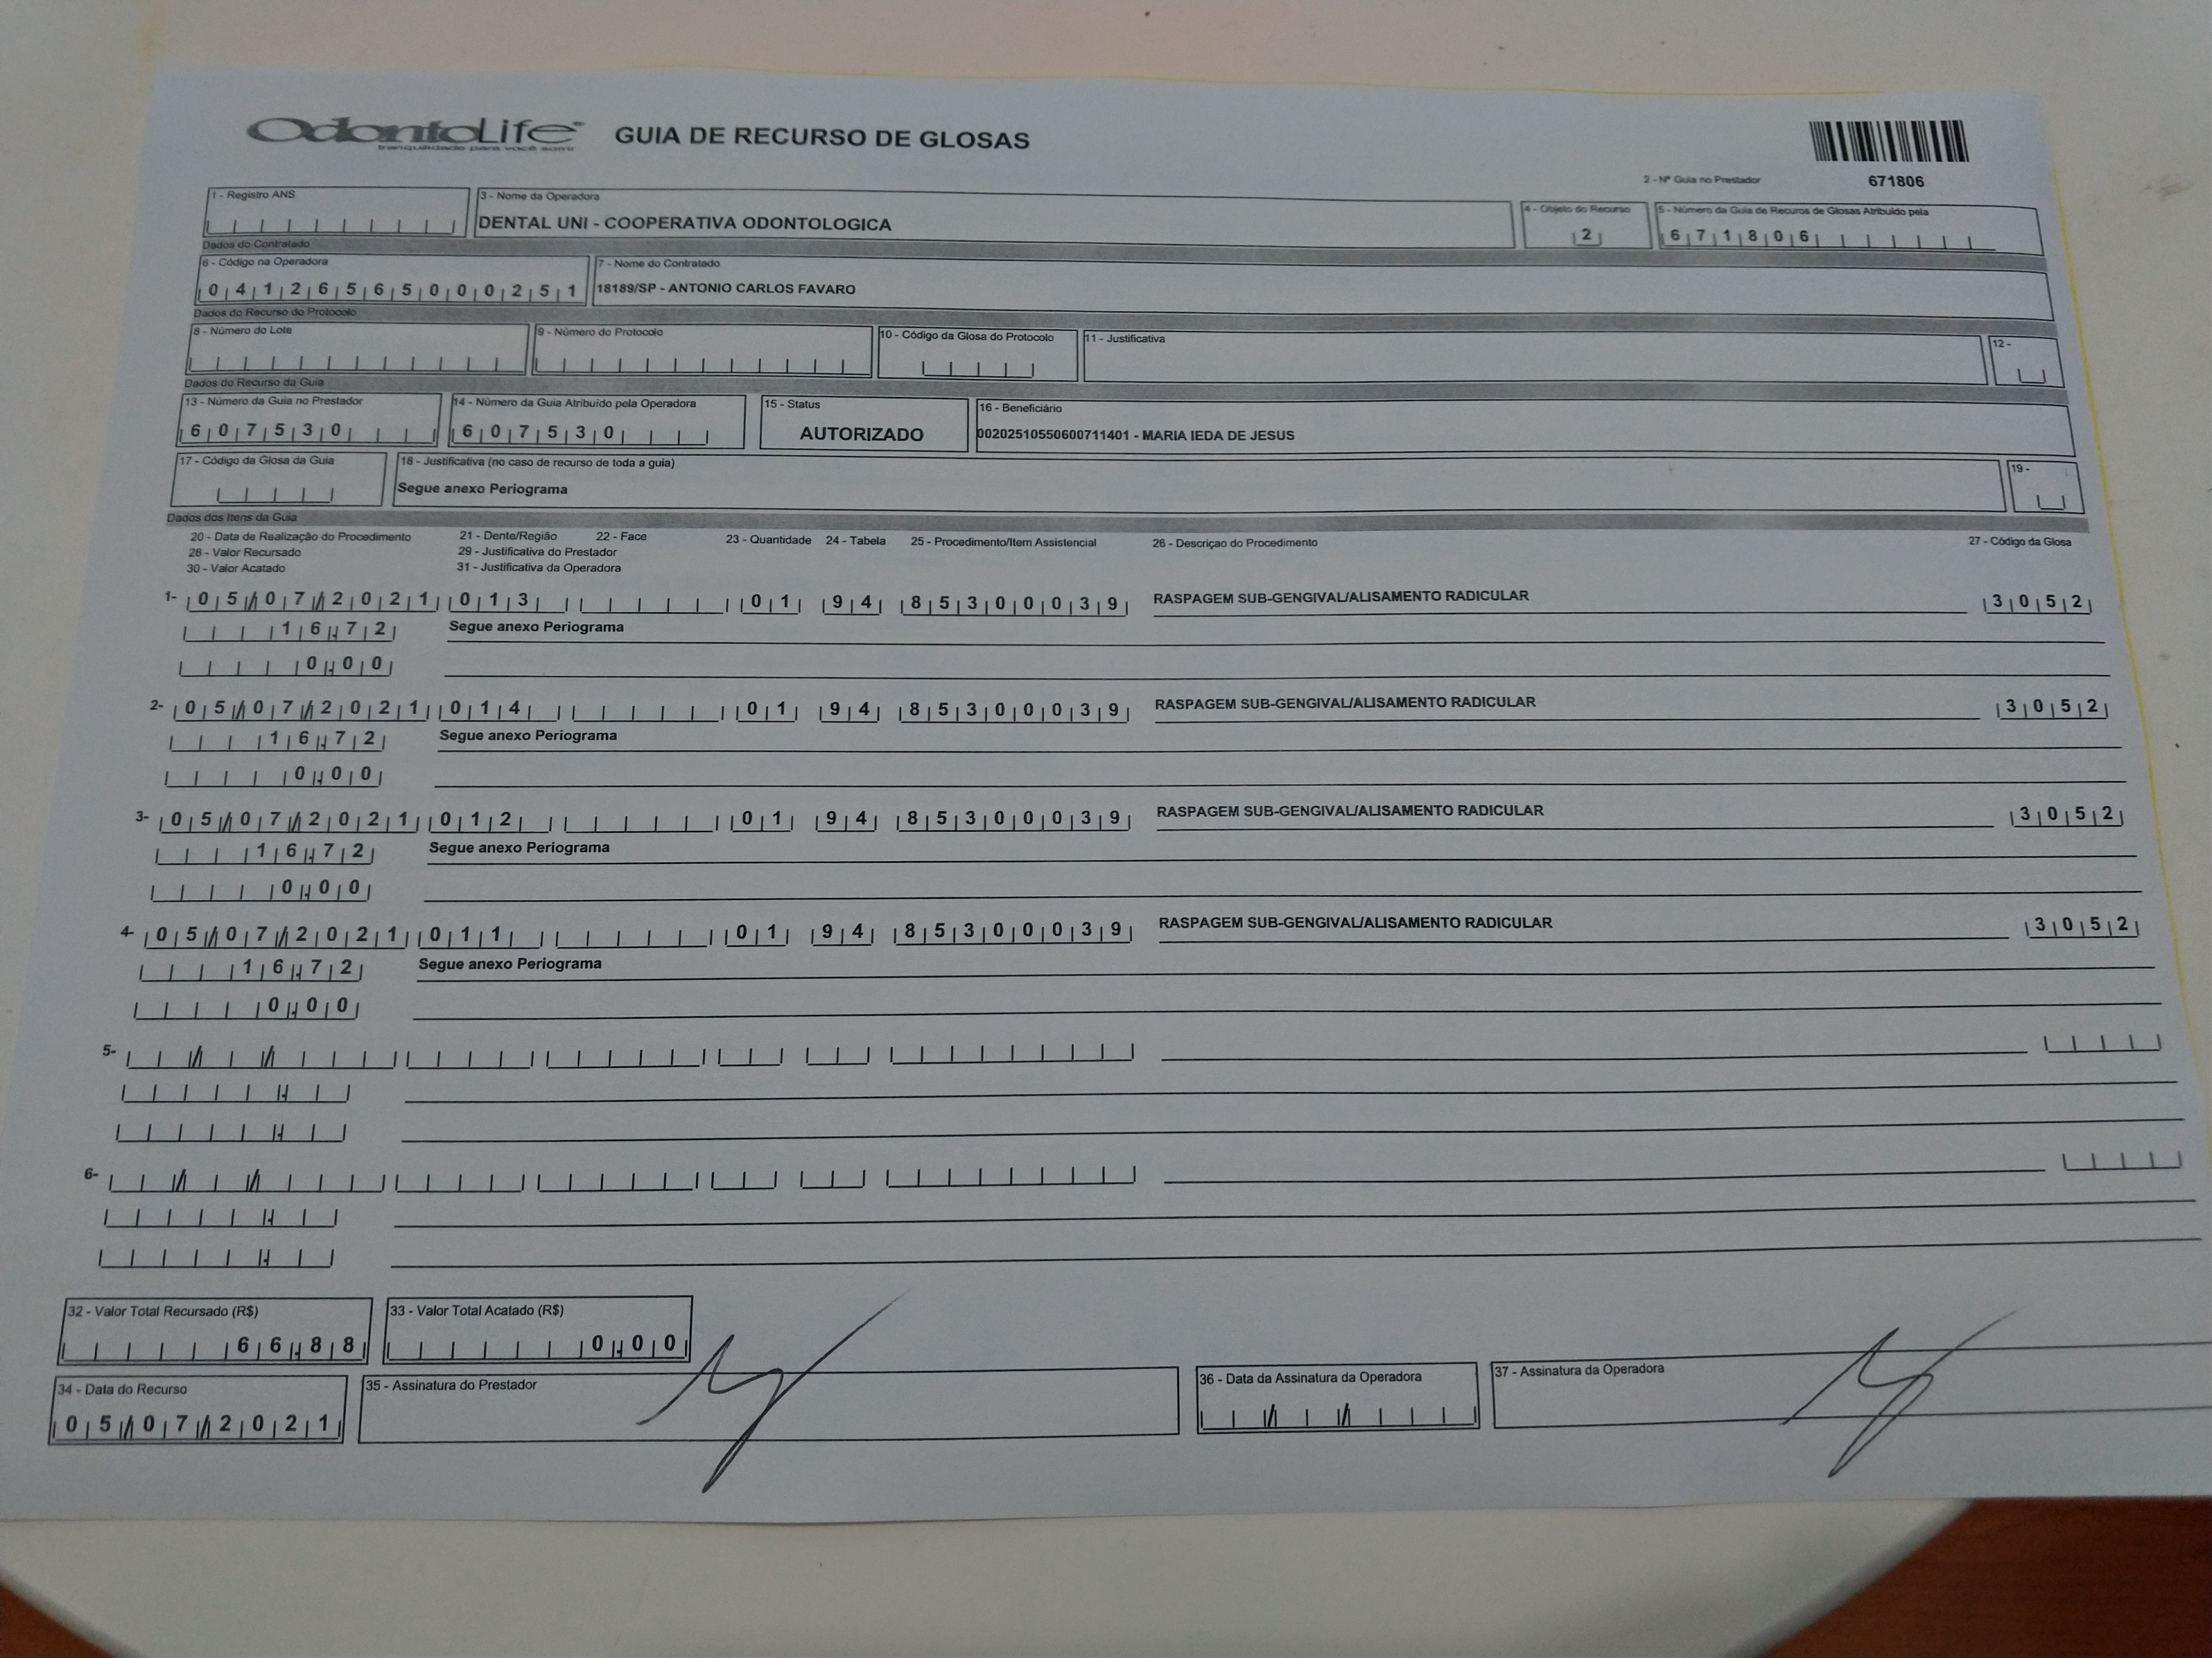 OdontoLife
tranquilidade para você sorrir
GUIA DE RECURSO DE GLOSAS
2 - Nº Guia no Prestador
671806
1 - Registro ANS
3 - Nome da Operadora
DENTAL UNI - COOPERATIVA ODONTOLOGICA
4 - Objeto do Recurso
2
5 - Número da Guia de Recuros de Glosas Atribuído pela
671806
Dados do Contratado
6 - Código na Operadora
04126565000251
7 - Nome do Contratado
18189/SP - ANTONIO CARLOS FAVARO
Dados do Recurso do Protocolo
8 - Número do Lote
9 - Número do Protocolo
10 - Código da Glosa do Protocolo
11 - Justificativa
12 -
Dados do Recurso da Guia
13 - Número da Guia no Prestador
607530
14 - Número da Guia Atribuído pela Operadora
607530
15 - Status
AUTORIZADO
16 - Beneficiário
00202510550600711401 - MARIA IEDA DE JESUS
17 - Código da Glosa da Guia
18 - Justificativa (no caso de recurso de toda a guia)
Segue anexo Periograma
19 -
Dados dos Itens da Guia
20 - Data de Realização do Procedimento 21 - Dente/Região 22 - Face 23 - Quantidade 24 - Tabela 25 - Procedimento/Item Assistencial 26 - Descriçao do Procedimento 27 - Código da Glosa
28 - Valor Recursado 29 - Justificativa do Prestador
30 - Valor Acatado 31 - Justificativa da Operadora
1- 05/07/2021 013 01 94 85300039 RASPAGEM SUB-GENGIVAL/ALISAMENTO RADICULAR 3052
16,72 Segue anexo Periograma
0,00
2- 05/07/2021 014 01 94 85300039 RASPAGEM SUB-GENGIVAL/ALISAMENTO RADICULAR 3052
16,72 Segue anexo Periograma
0,00
3- 05/07/2021 012 01 94 85300039 RASPAGEM SUB-GENGIVAL/ALISAMENTO RADICULAR 3052
16,72 Segue anexo Periograma
0,00
4- 05/07/2021 011 01 94 85300039 RASPAGEM SUB-GENGIVAL/ALISAMENTO RADICULAR 3052
16,72 Segue anexo Periograma
0,00
5-
6-
32 - Valor Total Recursado (R$)
66,88
33 - Valor Total Acatado (R$)
0,00
34 - Data do Recurso
05/07/2021
35 - Assinatura do Prestador
36 - Data da Assinatura da Operadora
37 - Assinatura da Operadora